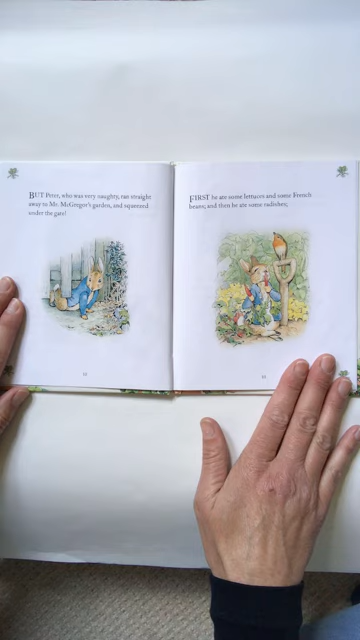 BUT Peter, who was very naughty, ran straight
away to Mr. McGregor's garden, and squeezed
under the gate!
FIRST he ate some lettuces and some French
beans; and then he ate some radishes;